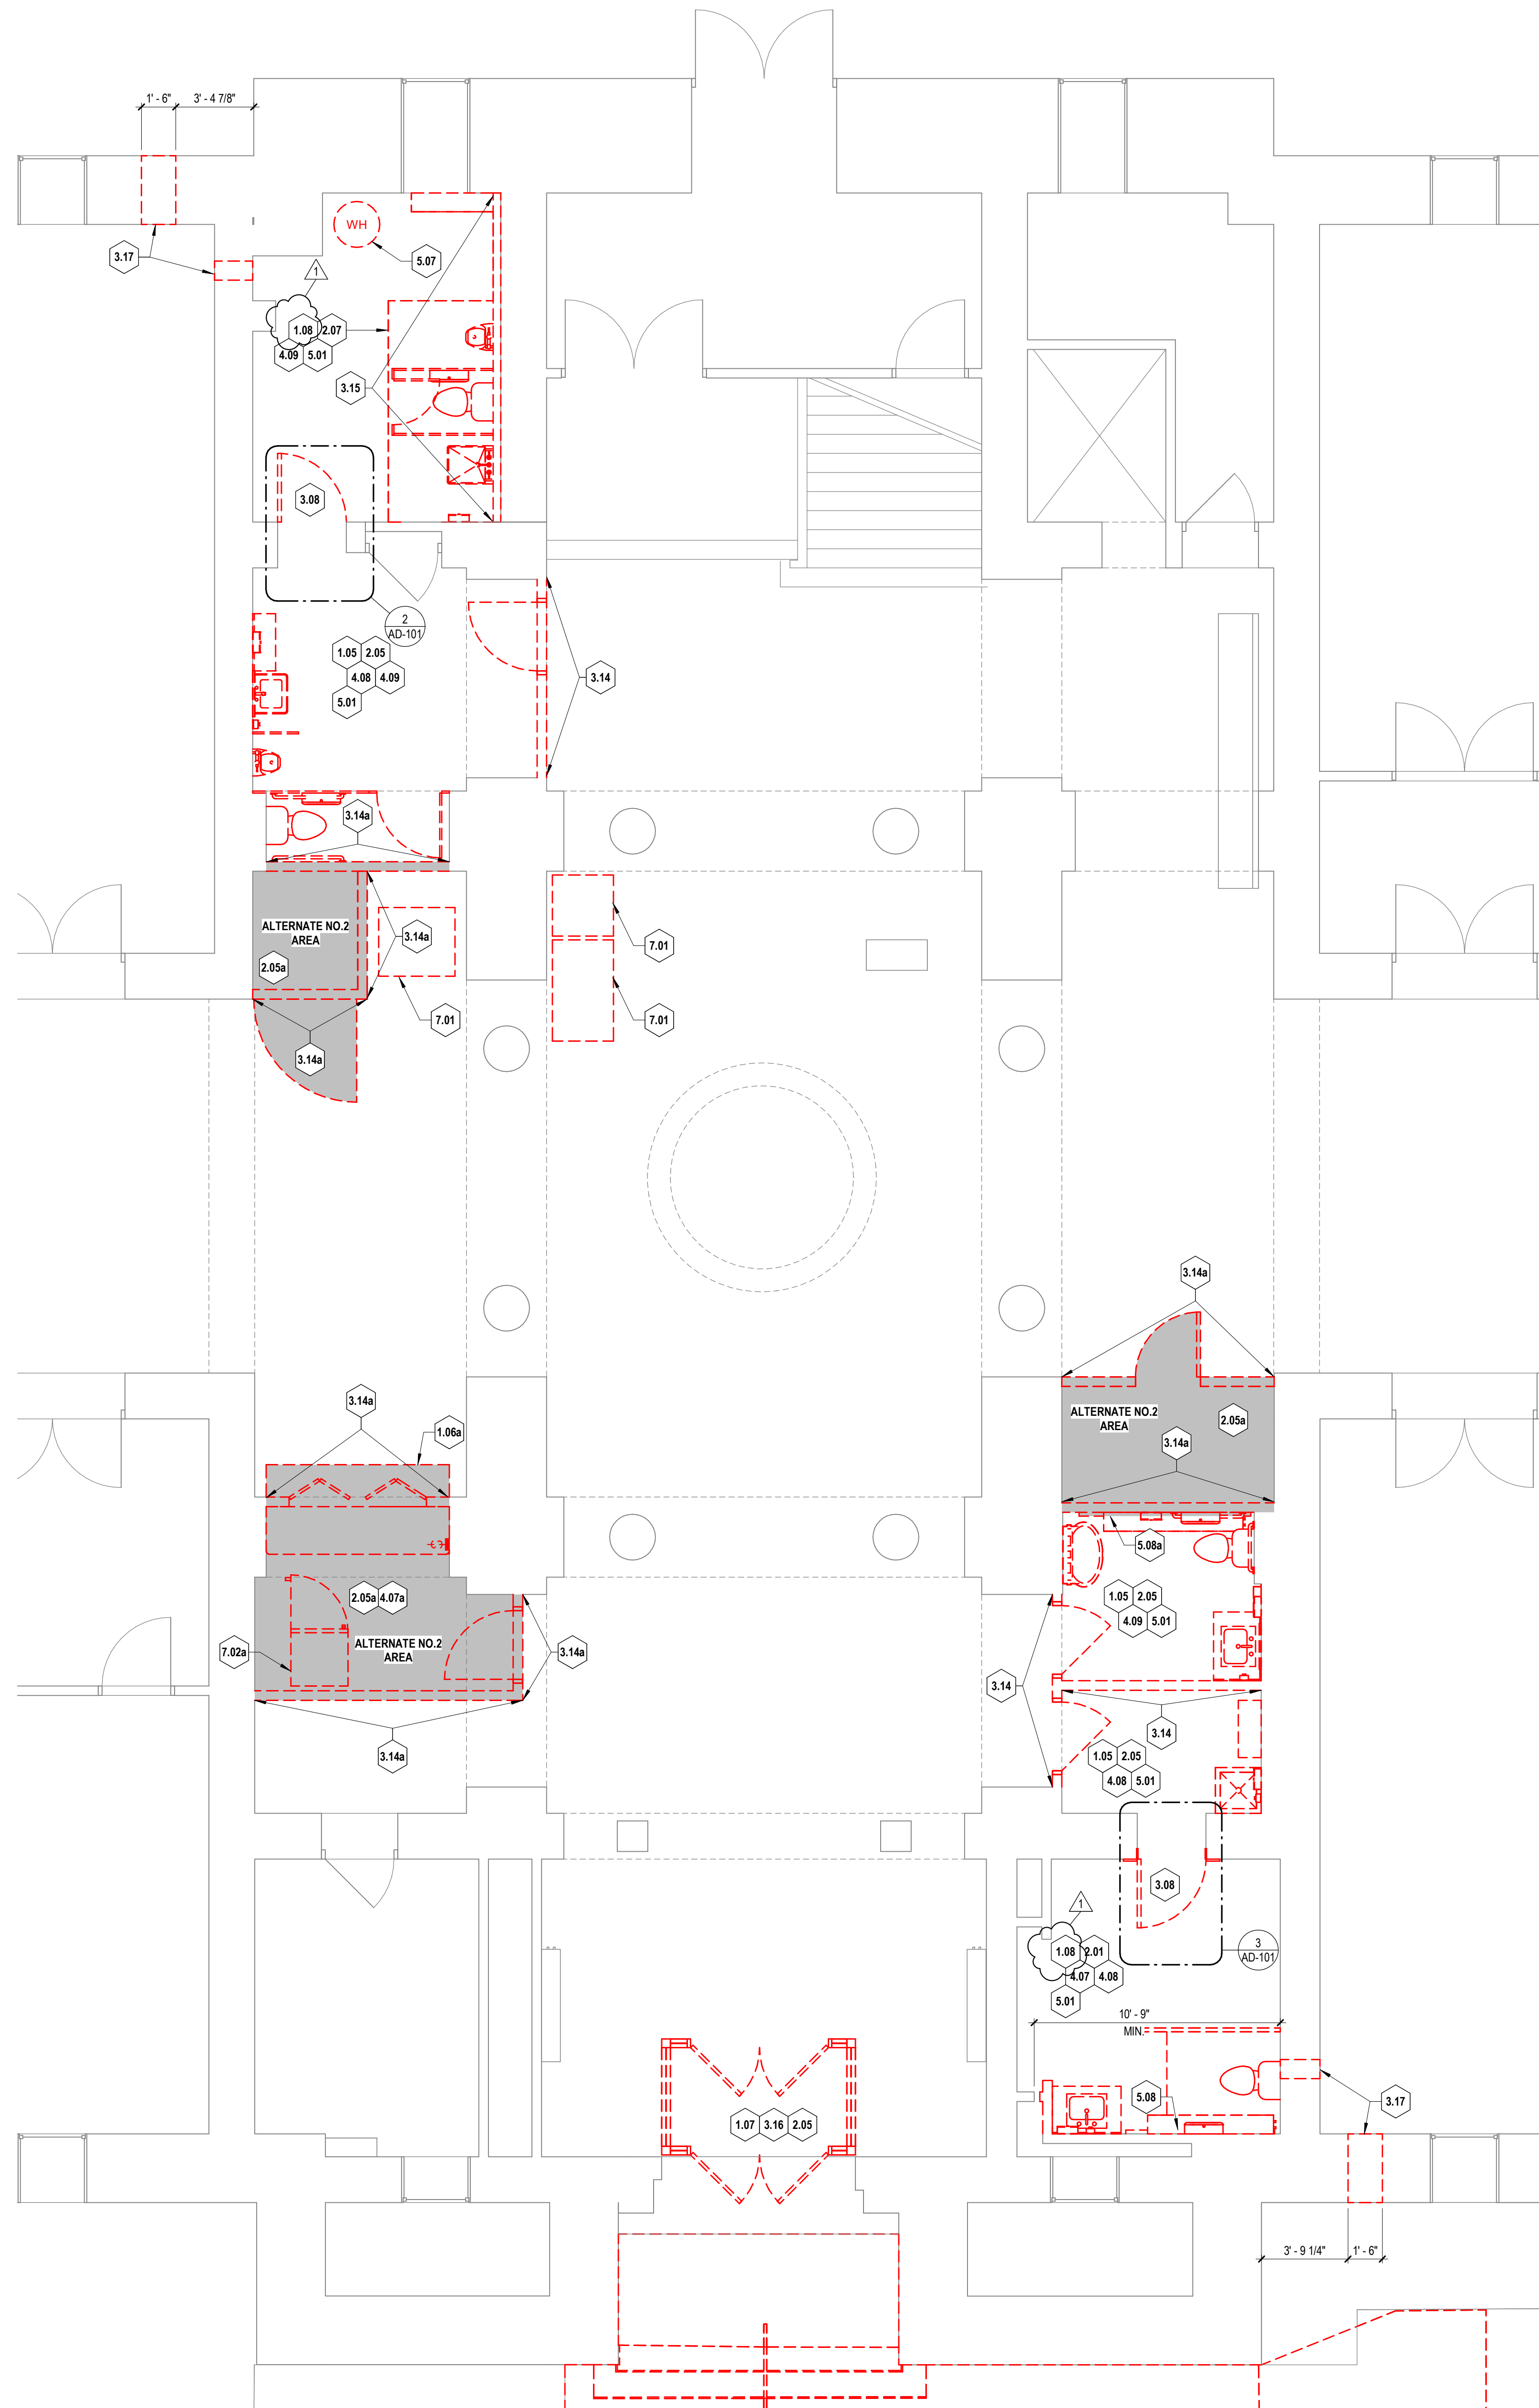 1' - 6" 3' - 4 7/8"
WH
3.17
5.07
1
1.08 2.07
4.09 5.01
3.15
3.08
2
AD-101
1.05 2.05
4.08 4.09
5.01
3.14
3.14a
ALTERNATE NO.2
AREA
3.14a
2.05a
7.01
7.01
7.01
3.14a
3.14a
3.14a
1.06a
ALTERNATE NO.2
AREA
2.05a
3.14a
5.08a
2.05a 4.07a
1.05 2.05
4.09 5.01
7.02a
ALTERNATE NO.2
AREA
3.14a
3.14
3.14
3.14a
1.05 2.05
4.08 5.01
3.08
1
1.08 2.01
4.07 4.08
5.01
3
AD-101
10' - 9"
MIN.
5.08
3.17
1.07 3.16 2.05
3' - 9 1/4" 1' - 6"